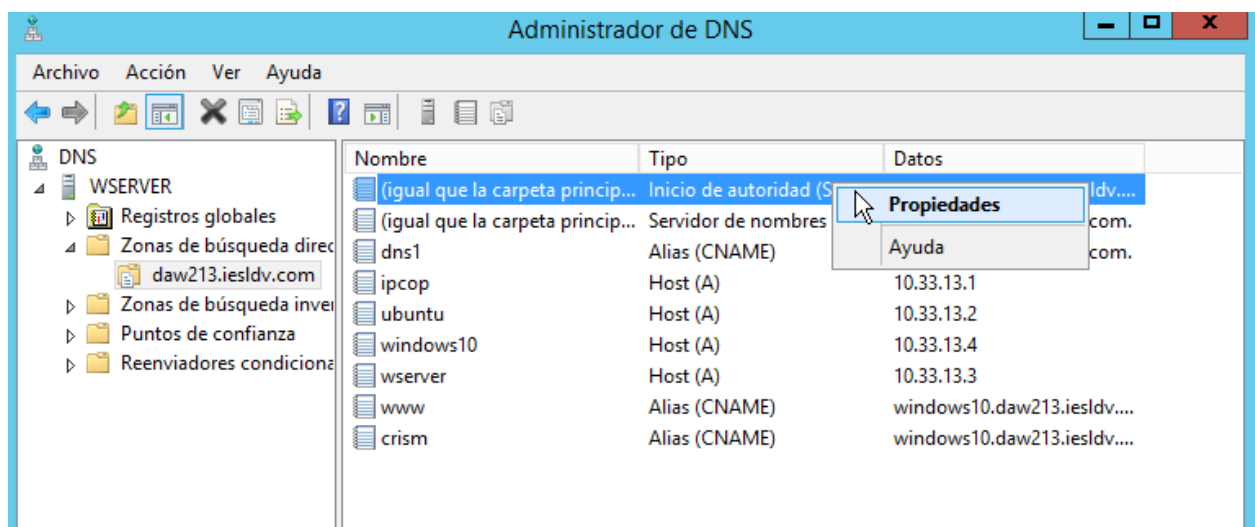 Administrador de DNS
Archivo Acción Ver Ayuda
DNS
WSERVER
Registros globales
Zonas de búsqueda direc
daw213.iesldv.com
Zonas de búsqueda inver
Puntos de confianza
Reenviadores condiciona
Nombre Tipo Datos
(igual que la carpeta princip... Inicio de autoridad (S ldv....
(igual que la carpeta princip... Servidor de nombres com.
dns1 Alias (CNAME) com.
ipcop Host (A) 10.33.13.1
ubuntu Host (A) 10.33.13.2
windows10 Host (A) 10.33.13.4
wserver Host (A) 10.33.13.3
www Alias (CNAME) windows10.daw213.iesldv....
crism Alias (CNAME) windows10.daw213.iesldv....
Propiedades
Ayuda